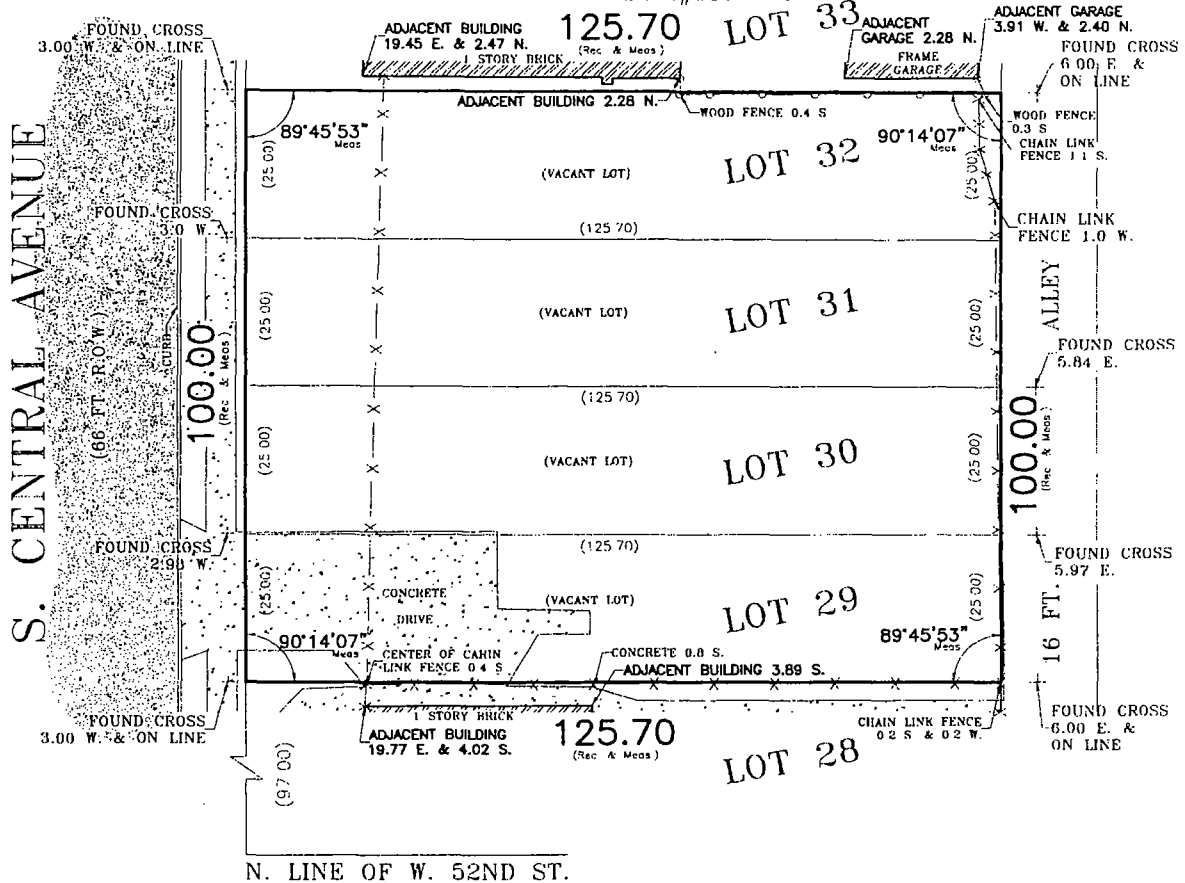 FOUND CROSS
3.00 W. & ON LINE
ADJACENT BUILDING
19.45 E. & 2.47 N.
125.70
(Rec & Meas)
LOT 33
ADJACENT
GARAGE 2.28 N.
ADJACENT GARAGE
3.91 W. & 2.40 N.
1 STORY BRICK
FRAME
GARAGE
FOUND CROSS
6.00 E. &
ON LINE
ADJACENT BUILDING 2.28 N.
WOOD FENCE 0.4 S
WOOD FENCE
0.3 S
CHAIN LINK
FENCE 1.1 S.
89°45'53"
Meas
90°14'07"
Meas
(25.00)
(VACANT LOT)
LOT 32
(25.00)
FOUND CROSS
3.0 W.
(125.70)
CHAIN LINK
FENCE 1.0 W.
S. CENTRAL AVENUE
(66 FT R.O.W.)
CURB
100.00
(Rec & Meas)
(25.00)
(VACANT LOT)
LOT 31
(25.00)
16 FT. ALLEY
FOUND CROSS
5.84 E.
(125.70)
(25.00)
(VACANT LOT)
LOT 30
100.00
(Rec & Meas)
FOUND CROSS
2.98 W.
(125.70)
FOUND CROSS
5.97 E.
(25.00)
CONCRETE
DRIVE
(VACANT LOT)
LOT 29
(25.00)
90°14'07"
Meas
89°45'53"
Meas
CENTER OF CAHIN
LINK FENCE 0.4 S
CONCRETE 0.8 S.
ADJACENT BUILDING 3.89 S.
FOUND CROSS
3.00 W. & ON LINE
1 STORY BRICK
ADJACENT BUILDING
19.77 E. & 4.02 S.
125.70
(Rec & Meas)
LOT 28
CHAIN LINK FENCE
0.2 S & 0.2 W.
FOUND CROSS
6.00 E. &
ON LINE
(97.00)
N. LINE OF W. 52ND ST.